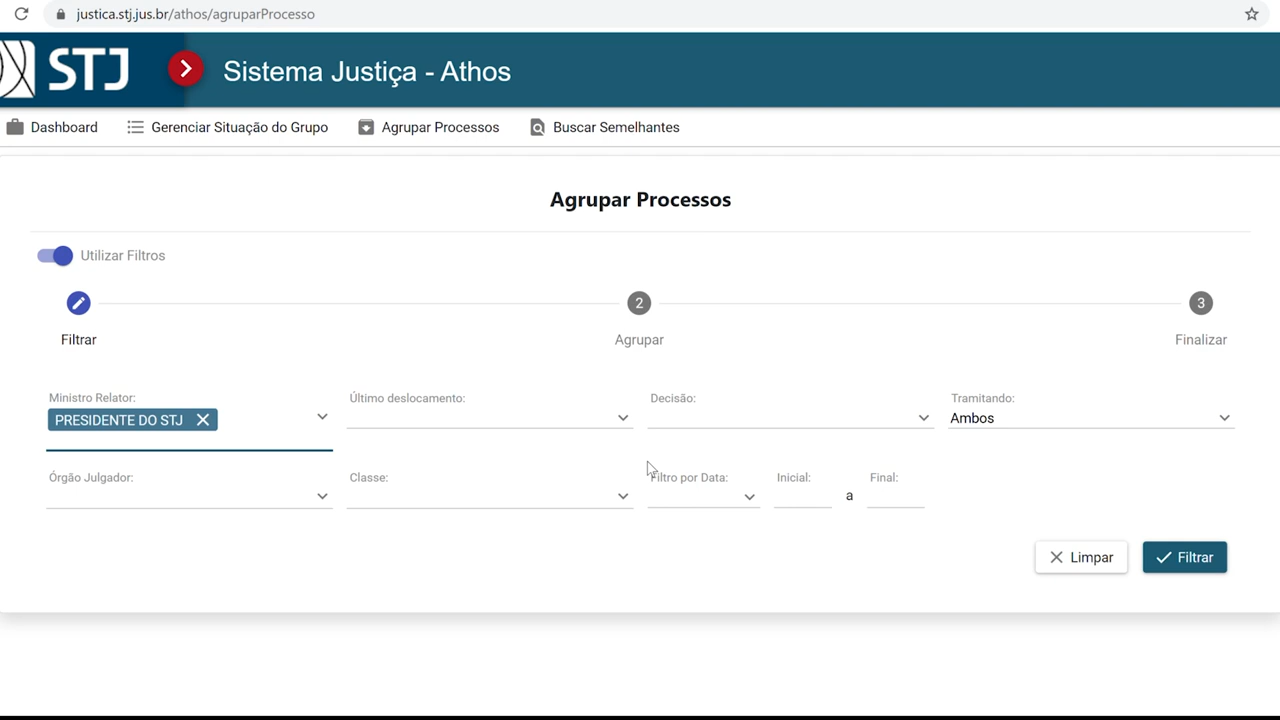 justica.stj.jus.br/athos/agruparProcesso
STJ Sistema Justiça - Athos
Dashboard Gerenciar Situação do Grupo Agrupar Processos Buscar Semelhantes
Agrupar Processos
Utilizar Filtros
2 3
Filtrar Agrupar Finalizar
Ministro Relator: Último deslocamento: Decisão: Tramitando:
PRESIDENTE DO STJ Ambos
Órgão Julgador: Classe: Filtro por Data: Inicial: Final:
a
Limpar Filtrar